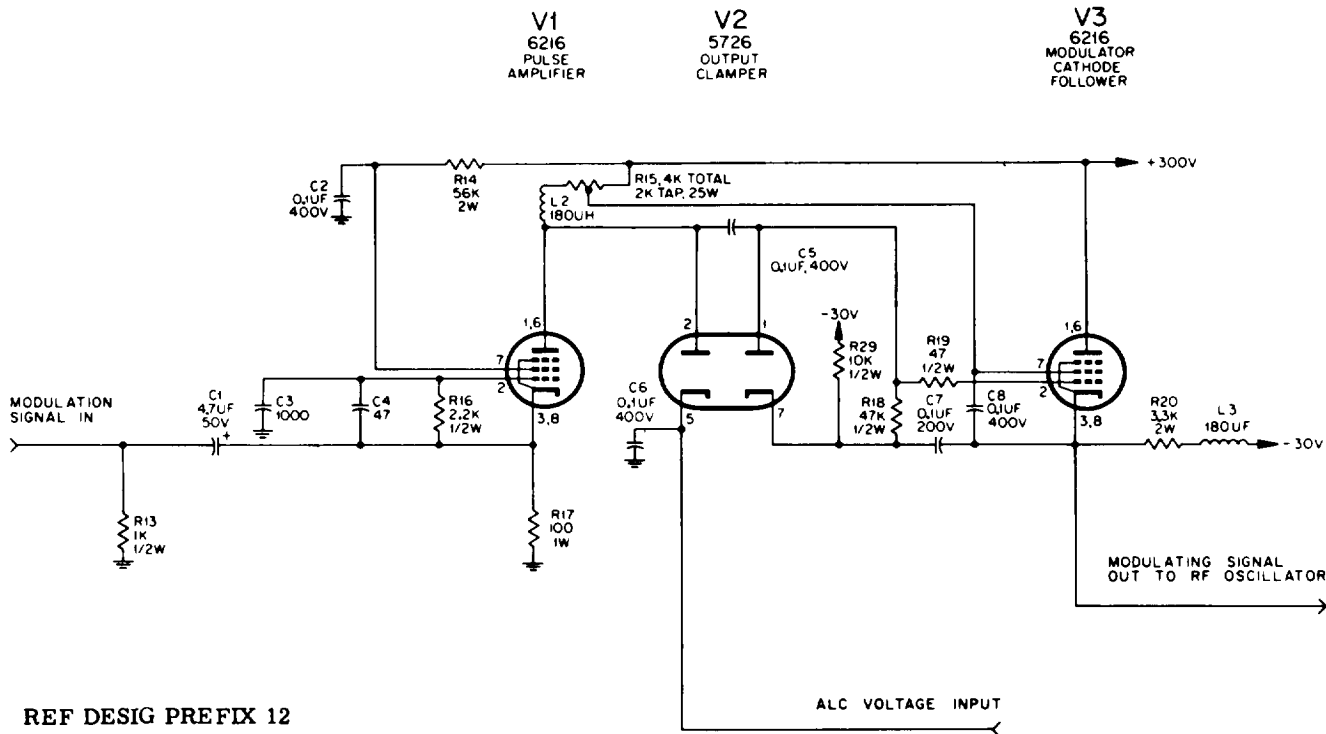 V1
6216
PULSE
AMPLIFIER
V2
5726
OUTPUT
CLAMPER
V3
6216
MODULATOR
CATHODE
FOLLOWER
C2
0.1UF
400V
R14
56K
2W
R15, 4K TOTAL
2K TAP, 25W
L2
180UH
+300V
C5
0.1UF, 400V
1,6
7
2
3,8
2
1
5
7
-30V
R29
10K
1/2W
R19
47
1/2W
1,6
7
2
3,8
MODULATION
SIGNAL IN
C1
4.7UF
50V
+
C3
1000
C4
47
R16
2.2K
1/2W
C6
0.1UF
400V
R18
47K
1/2W
C7
0.1UF
200V
C8
0.1UF
400V
R20
3.3K
2W
L3
180UF
-30V
R13
1K
1/2W
R17
100
1W
MODULATING SIGNAL
OUT TO RF OSCILLATOR
ALC VOLTAGE INPUT
REF DESIG PREFIX 12